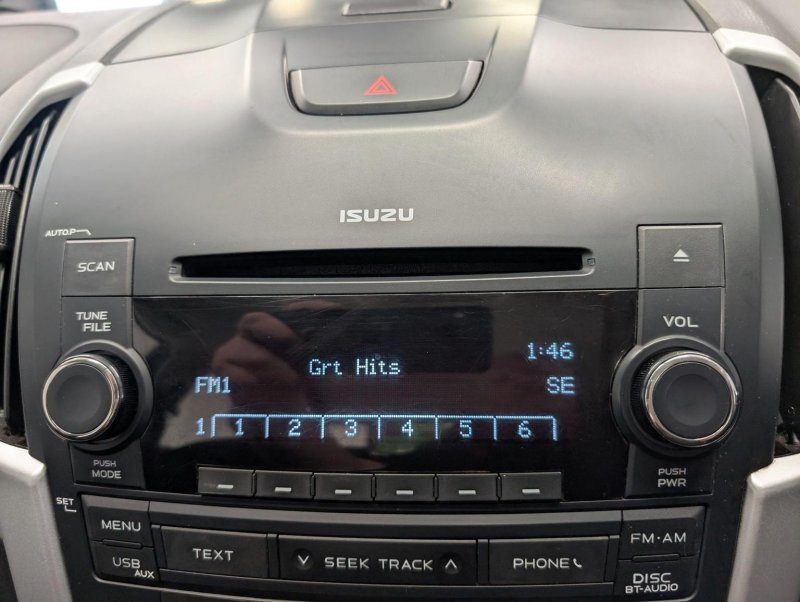 ISUZU
AUTO.P
SCAN
TUNE
FILE
VOL
1:46
Grt Hits
FM1
SE
1 1 2 3 4 5 6
PUSH
MODE
PUSH
PWR
SET
MENU
USB
AUX
TEXT
SEEK TRACK
PHONE
FM·AM
DISC
BT-AUDIO